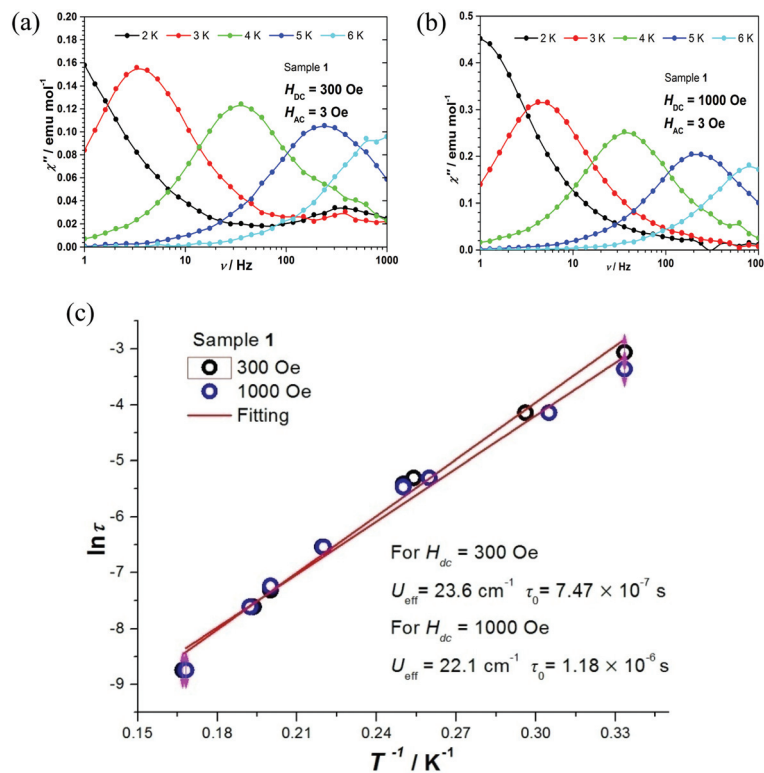 (a)
0.20
0.18
0.16
0.14
0.12
0.10
0.08
0.06
0.04
0.02
0.00
χ'' / emu mol⁻¹
2 K 3 K 4 K 5 K 6 K
Sample 1
H_DC = 300 Oe
H_AC = 3 Oe
1 10 100 1000
ν / Hz
(b)
0.5
0.4
0.3
0.2
0.1
0.0
χ'' / emu mol⁻¹
2 K 3 K 4 K 5 K 6 K
Sample 1
H_DC = 1000 Oe
H_AC = 3 Oe
1 10 100 100
ν / Hz
(c)
-3
-4
-5
-6
-7
-8
-9
ln τ
Sample 1
300 Oe
1000 Oe
Fitting
For H_dc = 300 Oe
U_eff = 23.6 cm⁻¹ τ₀ = 7.47 × 10⁻⁷ s
For H_dc = 1000 Oe
U_eff = 22.1 cm⁻¹ τ₀ = 1.18 × 10⁻⁶ s
0.15 0.18 0.21 0.24 0.27 0.30 0.33
T⁻¹ / K⁻¹